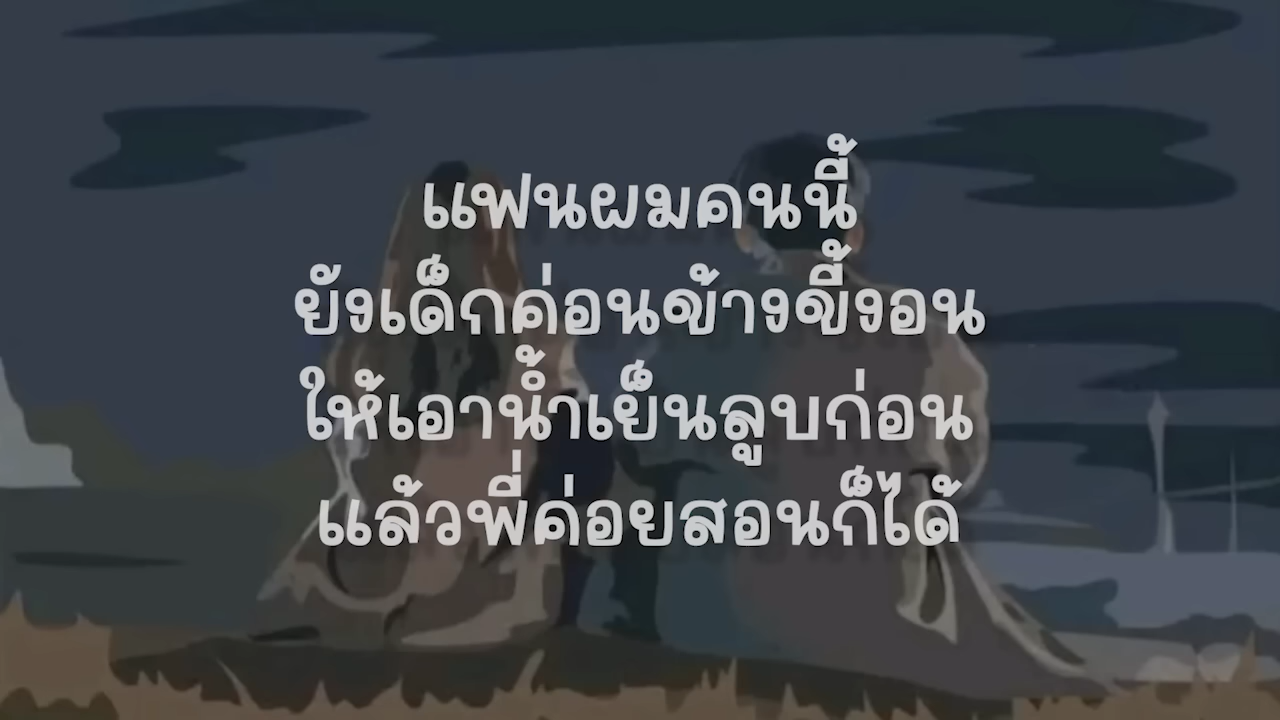 แฟนผมคนนี้
ยังเด็กค่อนข้างขี้งอน
ให้เอาน้ำเย็นลูบก่อน
แล้วพี่ค่อยสอนก็ได้